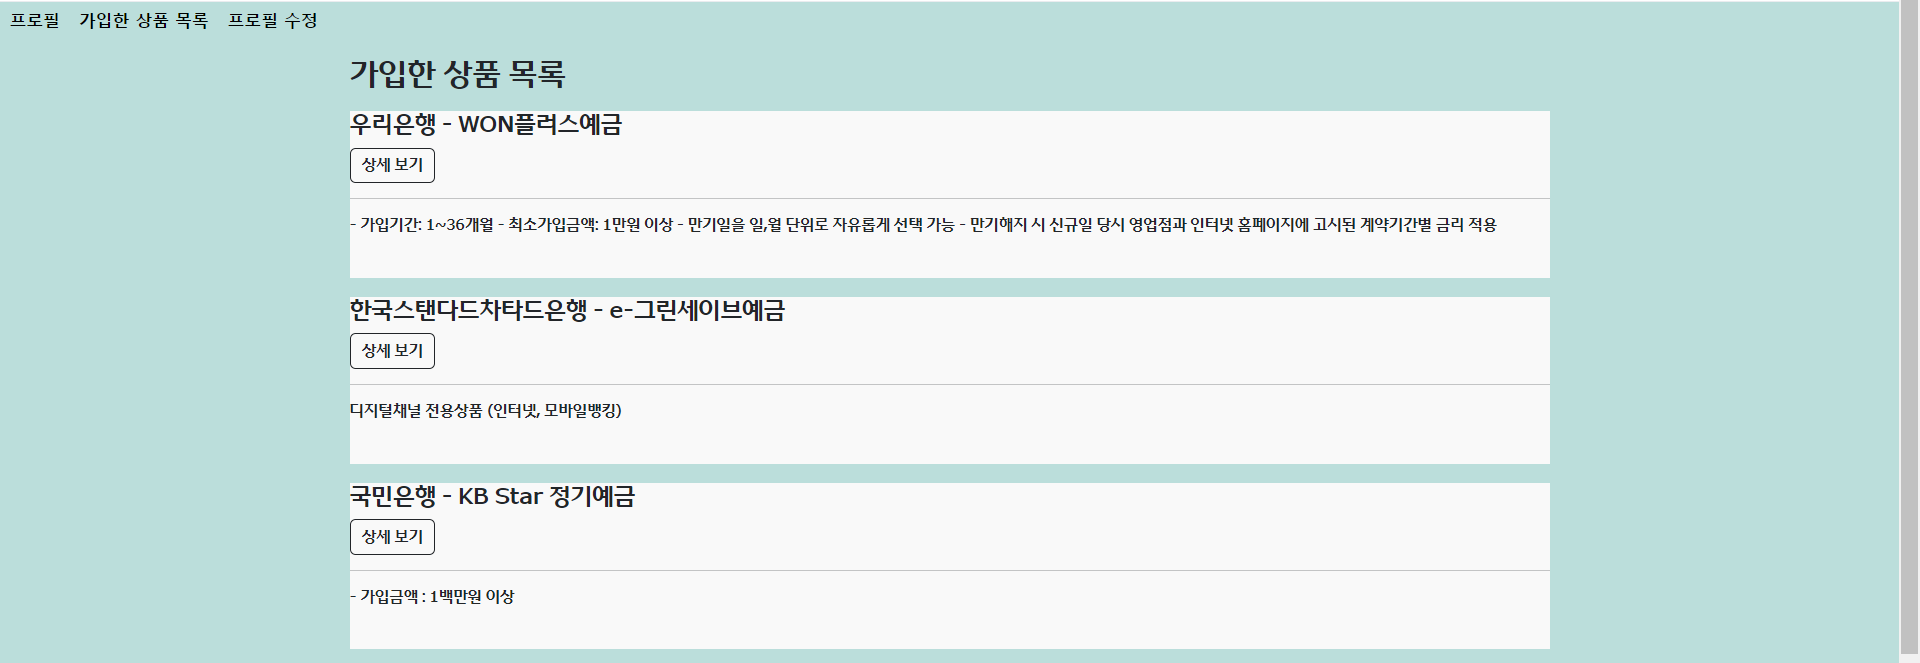 프로필 가입한 상품 목록 프로필 수정
가입한 상품 목록
우리은행 - WON플러스예금
상세 보기
- 가입기간: 1~36개월 - 최소가입금액: 1만원 이상 - 만기일을 일,월 단위로 자유롭게 선택 가능 - 만기해지 시 신규일 당시 영업점과 인터넷 홈페이지에 고시된 계약기간별 금리 적용
한국스탠다드차타드은행 - e-그린세이브예금
상세 보기
디지털채널 전용상품 (인터넷, 모바일뱅킹)
국민은행 - KB Star 정기예금
상세 보기
- 가입금액 : 1백만원 이상